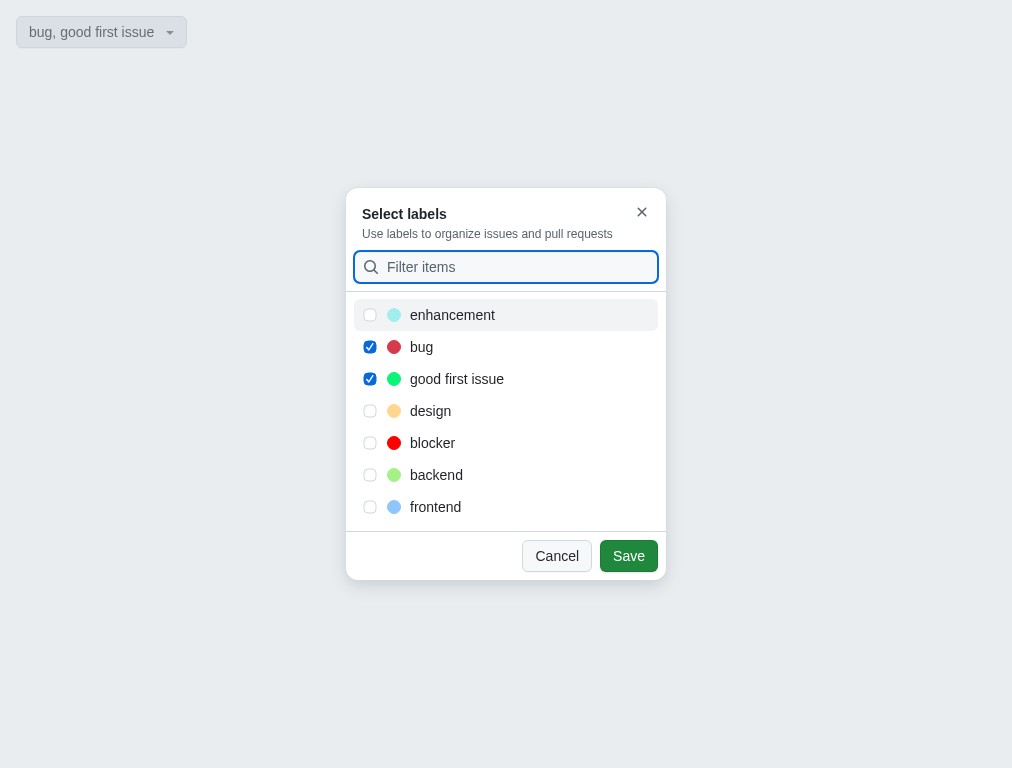 bug, good first issue
Select labels
Use labels to organize issues and pull requests
Filter items
enhancement
bug
good first issue
design
blocker
backend
frontend
Cancel
Save